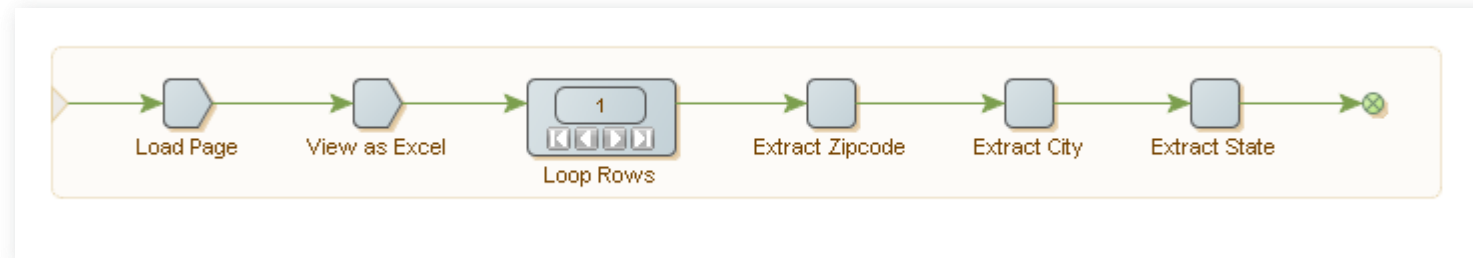 1
Load Page
View as Excel
Loop Rows
Extract Zipcode
Extract City
Extract State